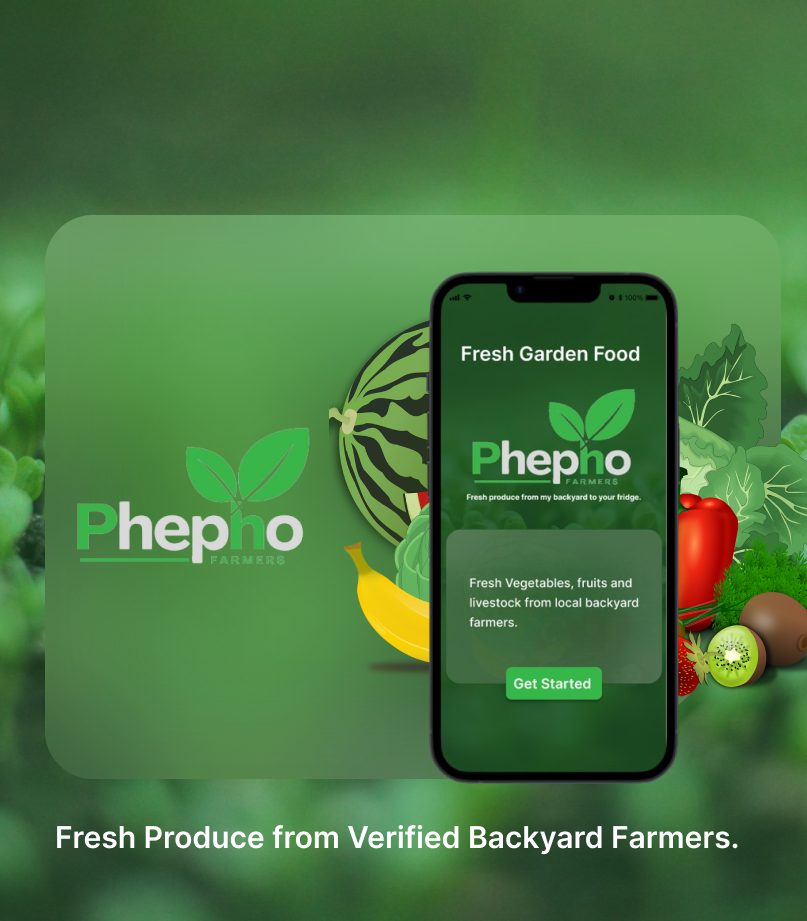 Phepho
FARMERS
100%
Fresh Garden Food
Phepho
FARMERS
Fresh produce from my backyard to your fridge.
Fresh Vegetables, fruits and
livestock from local backyard
farmers.
Get Started
Fresh Produce from Verified Backyard Farmers.